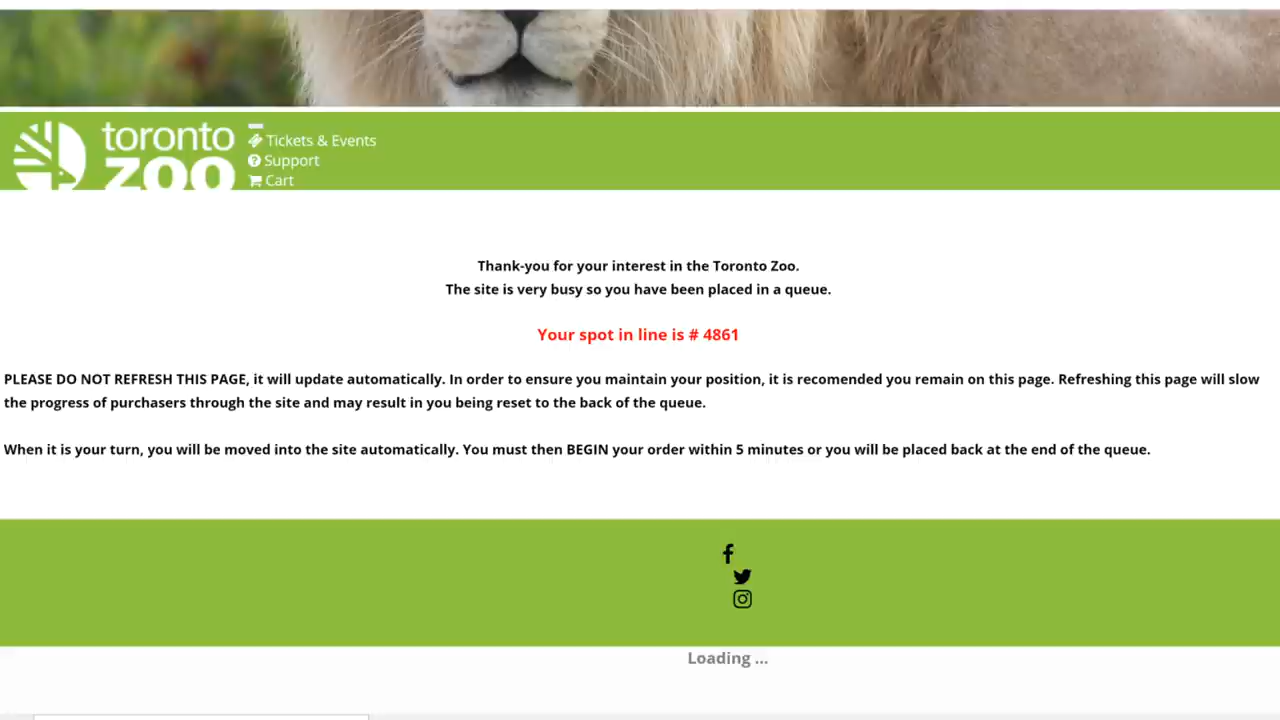 toronto
zoo
Tickets & Events
Support
Cart
Thank-you for your interest in the Toronto Zoo.
The site is very busy so you have been placed in a queue.
Your spot in line is # 4861
PLEASE DO NOT REFRESH THIS PAGE, it will update automatically. In order to ensure you maintain your position, it is recomended you remain on this page. Refreshing this page will slow
the progress of purchasers through the site and may result in you being reset to the back of the queue.
When it is your turn, you will be moved into the site automatically. You must then BEGIN your order within 5 minutes or you will be placed back at the end of the queue.
Loading ...